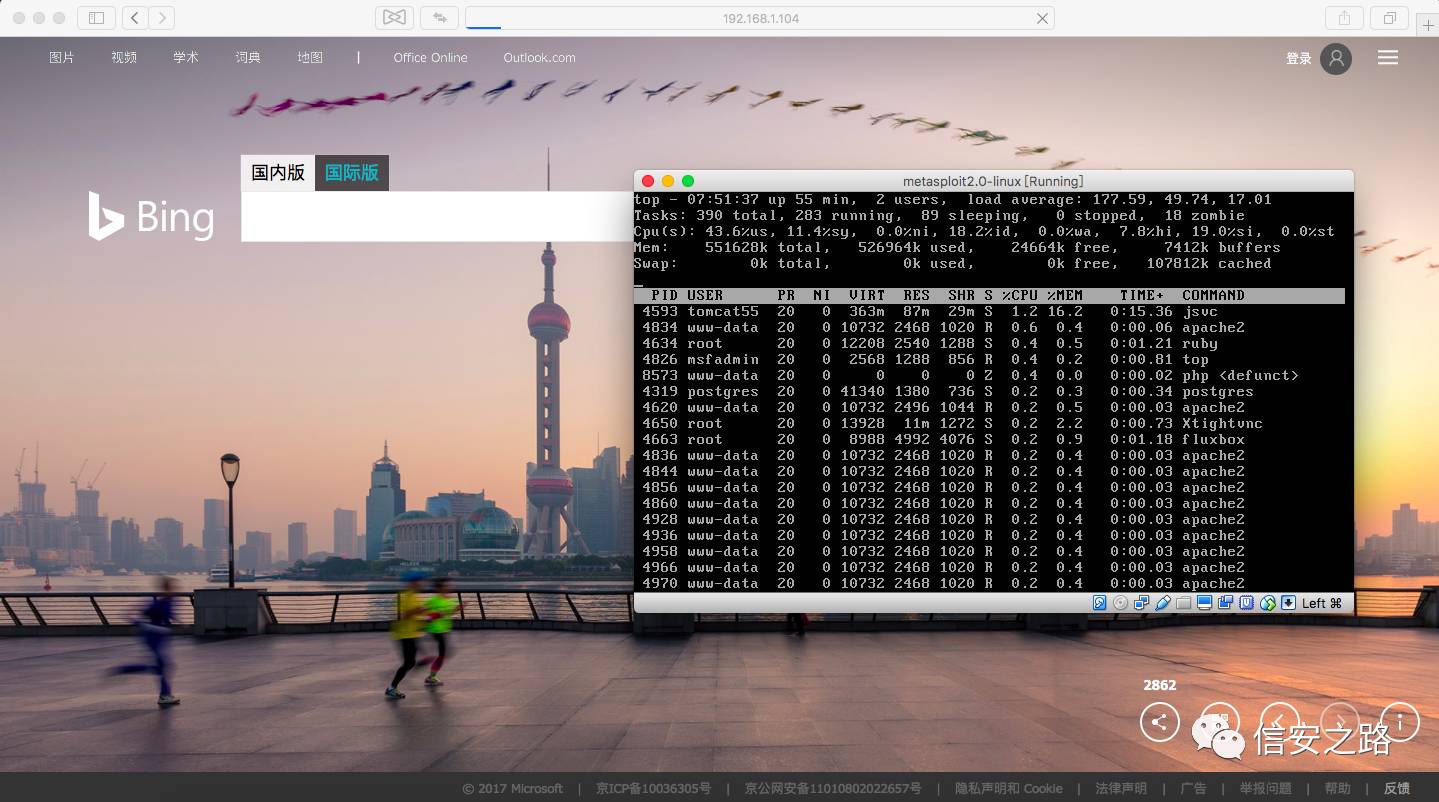 192.168.1.104
图片 视频 学术 词典 地图 | Office Online Outlook.com 登录
国内版 国际版
Bing
metasploit2.0-linux [Running]
top - 07:51:37 up 55 min, 2 users, load average: 177.59, 49.74, 17.01
Tasks: 390 total, 283 running, 89 sleeping, 0 stopped, 18 zombie
Cpu(s): 43.6%us, 11.4%sy, 0.0%ni, 18.2%id, 0.0%wa, 7.8%hi, 19.0%si, 0.0%st
Mem: 551628k total, 526964k used, 24664k free, 7412k buffers
Swap: 0k total, 0k used, 0k free, 107812k cached
PID USER PR NI VIRT RES SHR S %CPU %MEM TIME+ COMMAND
4593 tomcat55 20 0 363m 87m 29m S 1.2 16.2 0:15.36 jsvc
4834 www-data 20 0 10732 2468 1020 R 0.6 0.4 0:00.06 apache2
4634 root 20 0 12208 2540 1288 S 0.4 0.5 0:01.21 ruby
4826 msfadmin 20 0 2568 1288 856 R 0.4 0.2 0:00.81 top
8573 www-data 20 0 0 0 0 Z 0.4 0.0 0:00.02 php <defunct>
4319 postgres 20 0 41340 1380 736 S 0.2 0.3 0:00.34 postgres
4620 www-data 20 0 10732 2496 1044 R 0.2 0.5 0:00.03 apache2
4650 root 20 0 13928 11m 1272 S 0.2 2.2 0:00.73 Xtightvnc
4663 root 20 0 8988 4992 4076 S 0.2 0.9 0:01.18 fluxbox
4836 www-data 20 0 10732 2468 1020 R 0.2 0.4 0:00.03 apache2
4844 www-data 20 0 10732 2468 1020 R 0.2 0.4 0:00.03 apache2
4856 www-data 20 0 10732 2468 1020 R 0.2 0.4 0:00.03 apache2
4860 www-data 20 0 10732 2468 1020 R 0.2 0.4 0:00.03 apache2
4928 www-data 20 0 10732 2468 1020 R 0.2 0.4 0:00.03 apache2
4936 www-data 20 0 10732 2468 1020 R 0.2 0.4 0:00.03 apache2
4958 www-data 20 0 10732 2468 1020 R 0.2 0.4 0:00.03 apache2
4966 www-data 20 0 10732 2468 1020 R 0.2 0.4 0:00.03 apache2
4970 www-data 20 0 10732 2468 1020 R 0.2 0.4 0:00.03 apache2
Left ⌘
2862
信安之路
© 2017 Microsoft | 京ICP备10036305号 | 京公网安备11010802022657号 | 隐私声明和 Cookie | 法律声明 | 广告 | 举报问题 | 帮助 | 反馈